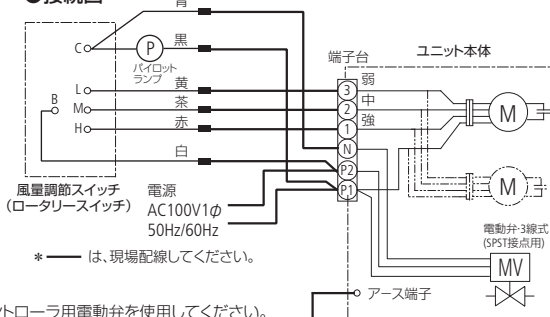 ●接続図
青
C
P
黒
パイロット
ランプ
L
黄
B
M
茶
H
赤
白
端子台
ユニット本体
3
弱
2
中
1
強
N
P2
P1
M
M
風量調節スイッチ
(ロータリースイッチ)
電源
AC100V1φ
50Hz/60Hz
* は、現場配線してください。
電動弁・3線式
(SPST接点用)
MV
アース端子
ントローラ用電動弁を使用してください。